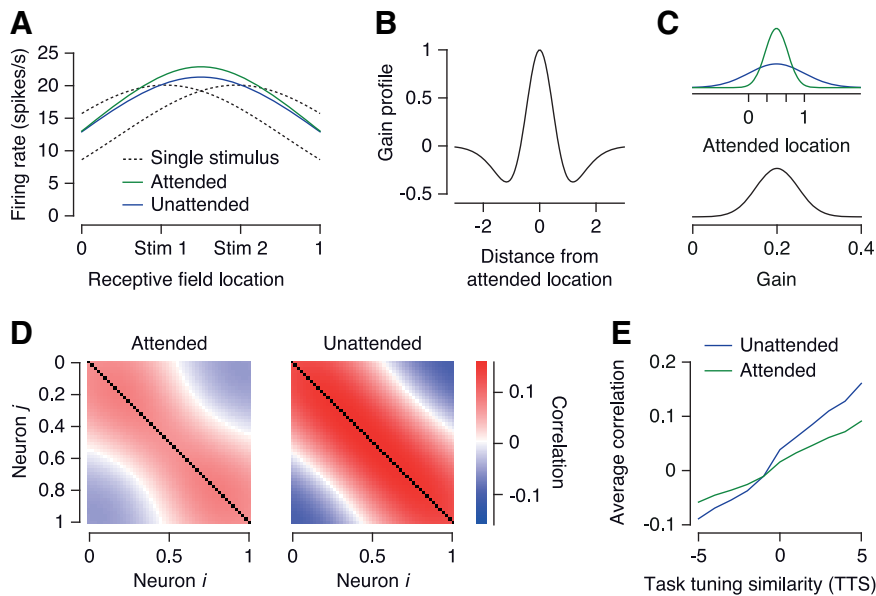 A
Firing rate (spikes/s)
25
20
15
10
5
0
Single stimulus
Attended
Unattended
0
Stim 1
Stim 2
1
Receptive field location
B
Gain profile
1
0
-0.5
-2
0
2
Distance from
attended location
C
0
1
Attended location
0
0.2
0.4
Gain
D
Attended
Unattended
Neuron j
0
0.2
0.4
0.6
0.8
1
0
0.5
1
Neuron i
0
0.5
1
Neuron i
0.1
0
-0.1
Correlation
E
Unattended
Attended
Average correlation
0.2
0.1
0
-0.1
-5
0
5
Task tuning similarity (TTS)